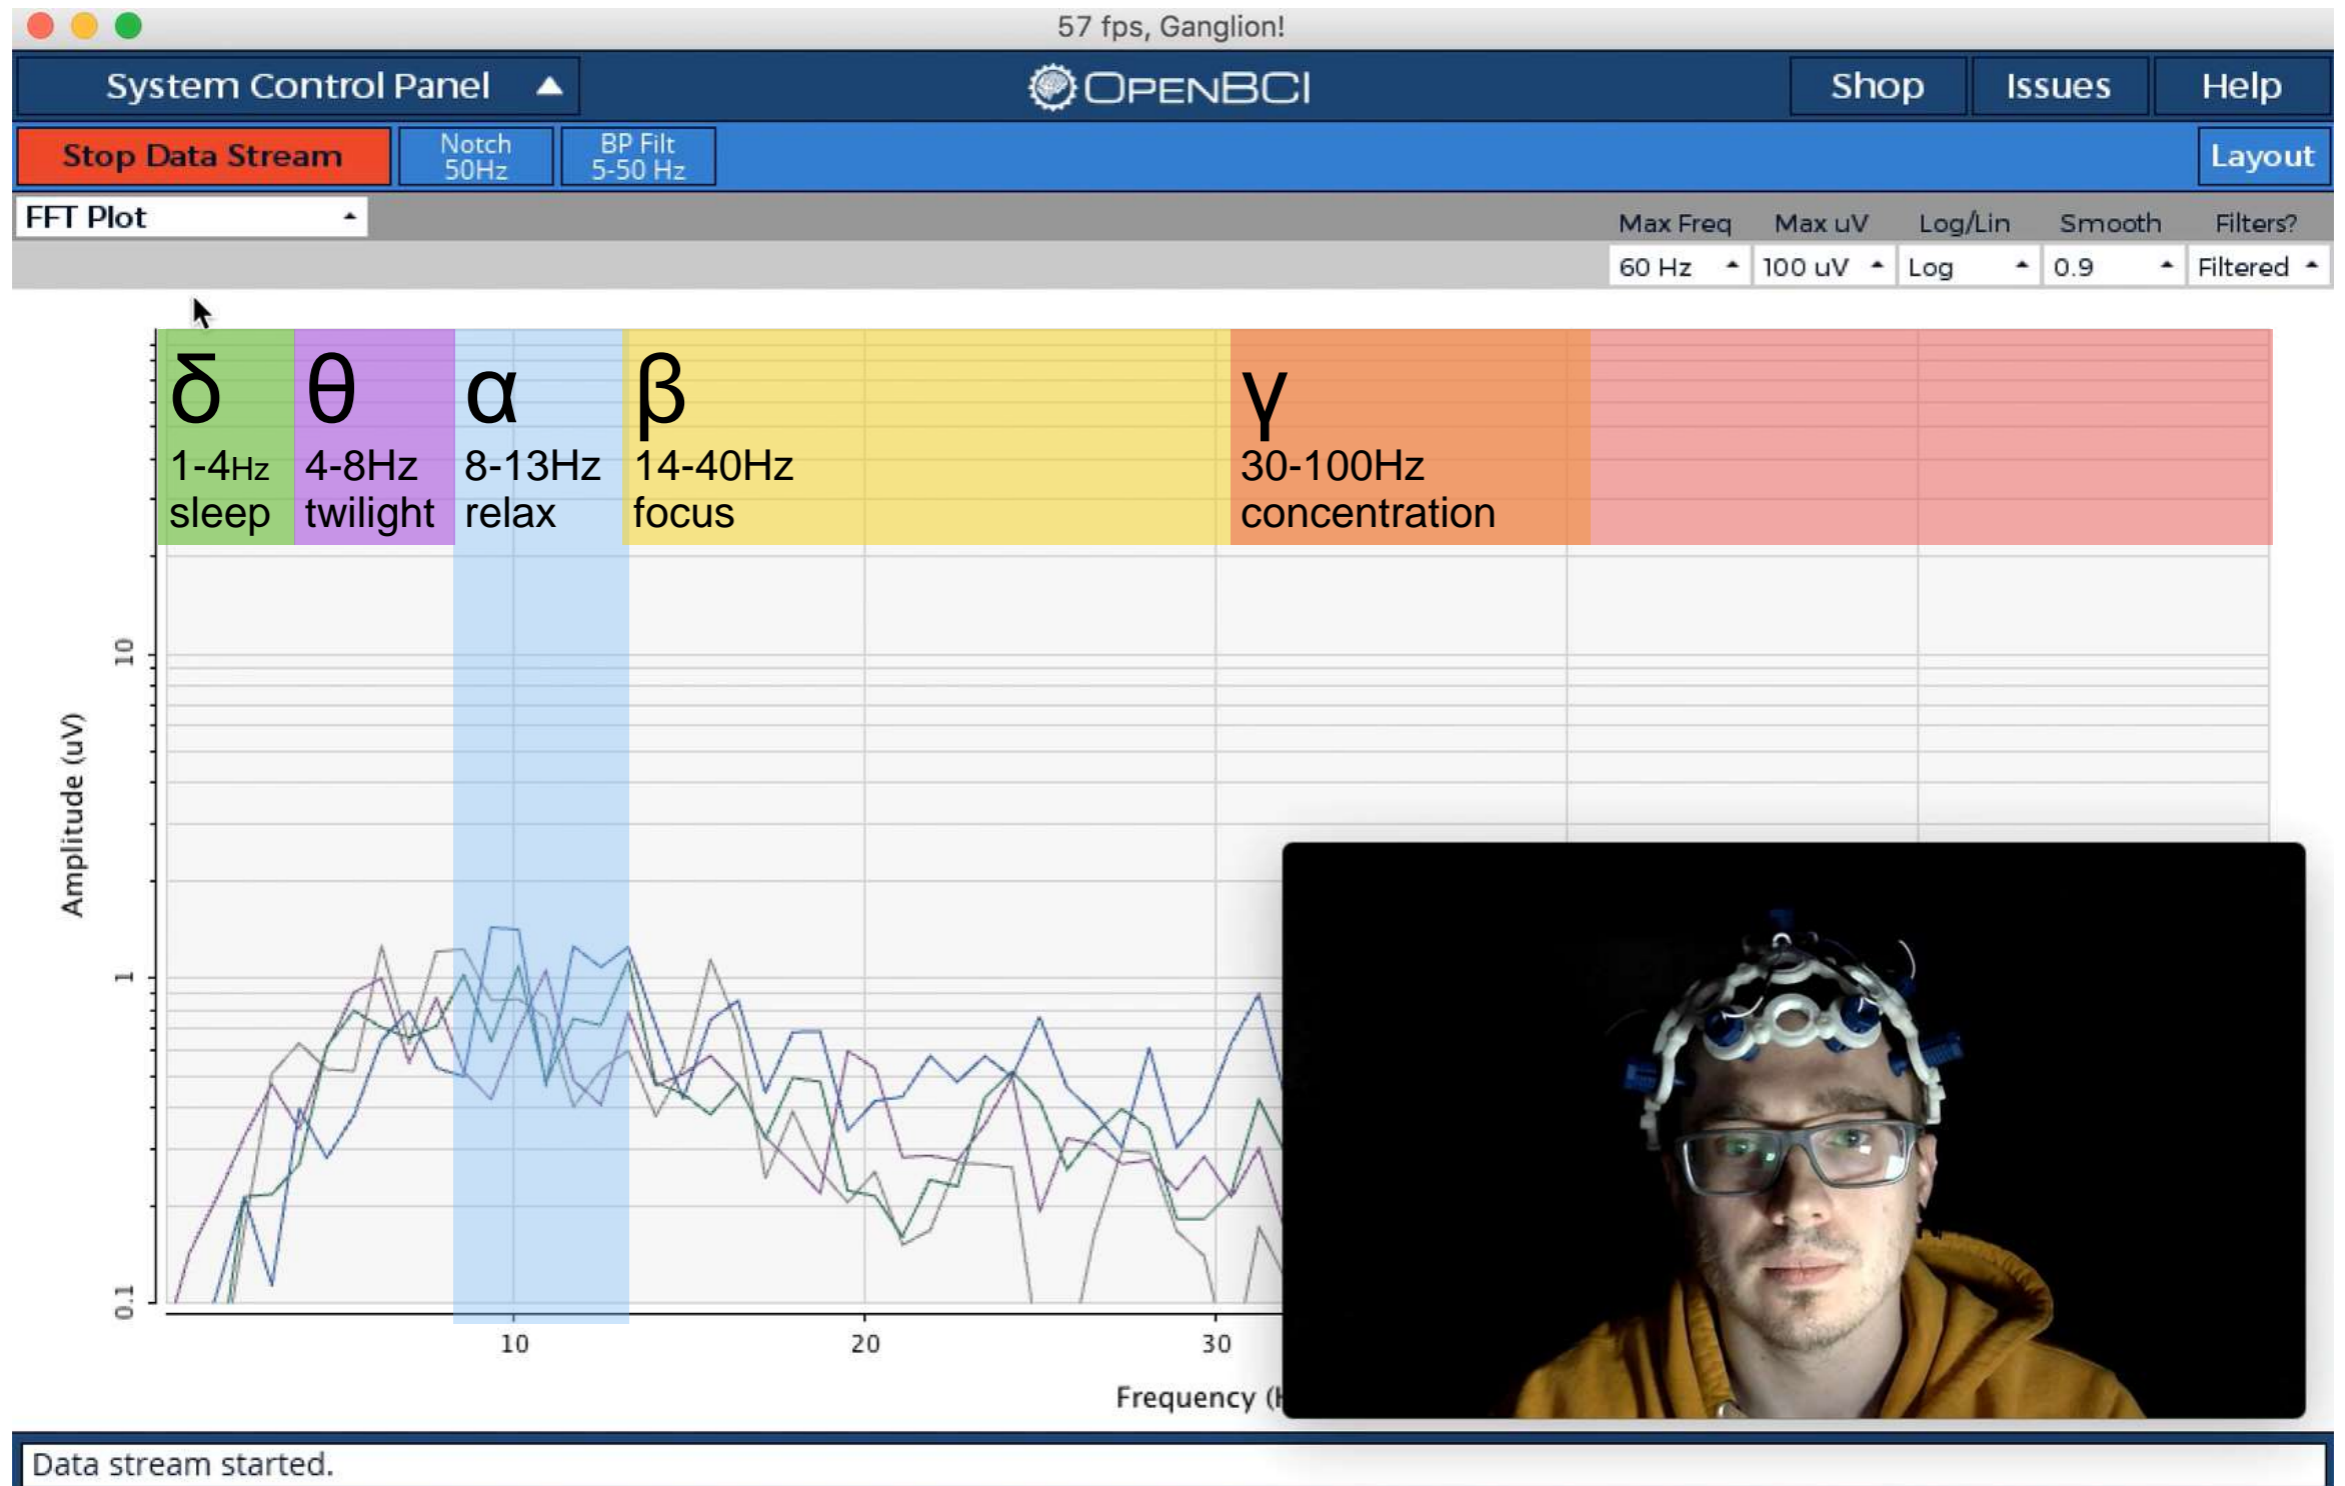 57 fps, Ganglion!
System Control Panel
OPENBCI
Shop
Issues
Help
Stop Data Stream
Notch
50Hz
BP Filt
5-50 Hz
Layout
FFT Plot
Max Freq
Max uV
Log/Lin
Smooth
Filters?
60 Hz
100 uV
Log
0.9
Filtered
δ
1-4Hz
sleep
θ
4-8Hz
twilight
α
8-13Hz
relax
β
14-40Hz
focus
γ
30-100Hz
concentration
Amplitude (uV)
10
1
0.1
10
20
30
Frequency (
Data stream started.